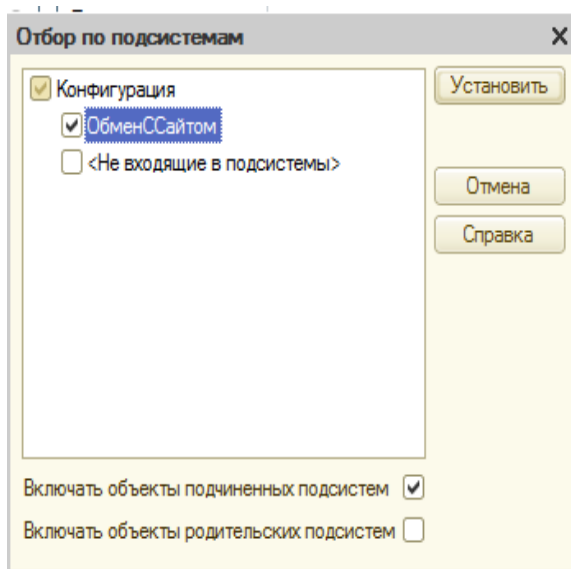 Отбор по подсистемам
Конфигурация
Установить
ОбменССайтом
<Не входящие в подсистемы>
Отмена
Справка
Включать объекты подчиненных подсистем
Включать объекты родительских подсистем